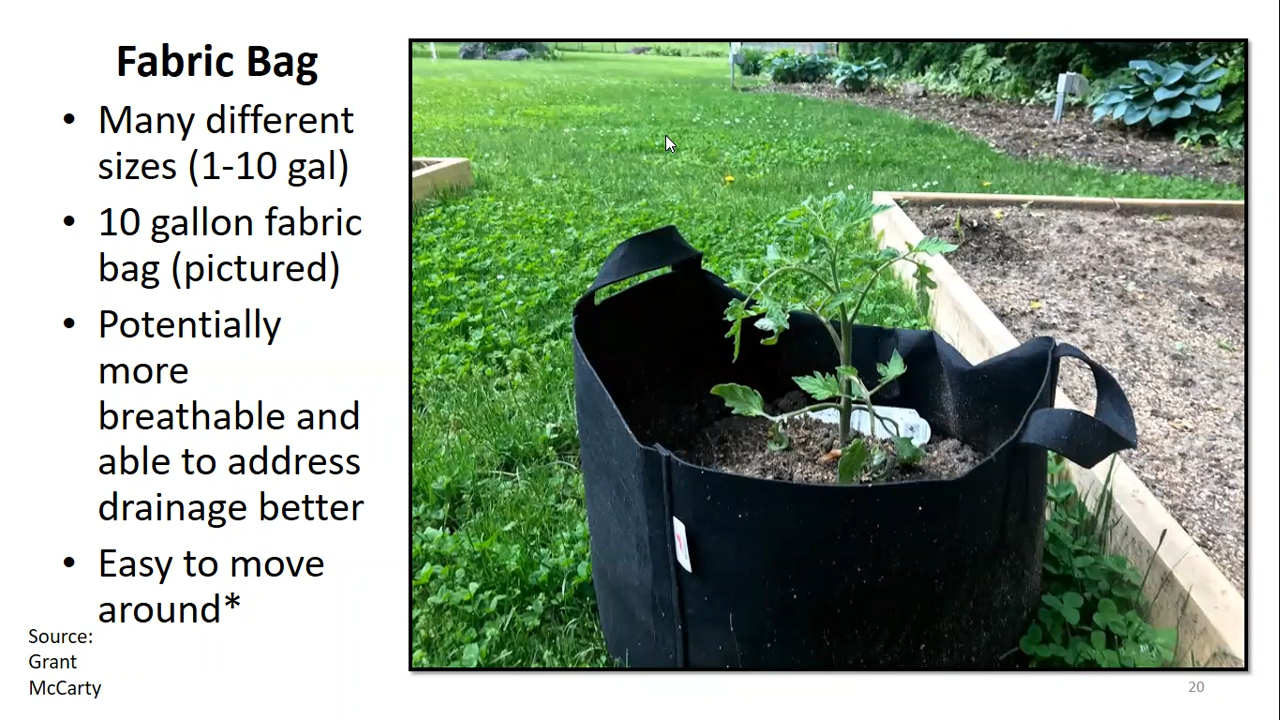 Fabric Bag
• Many different
sizes (1-10 gal)
• 10 gallon fabric
bag (pictured)
• Potentially
more
breathable and
able to address
drainage better
• Easy to move
around*
Source:
Grant
McCarty
20